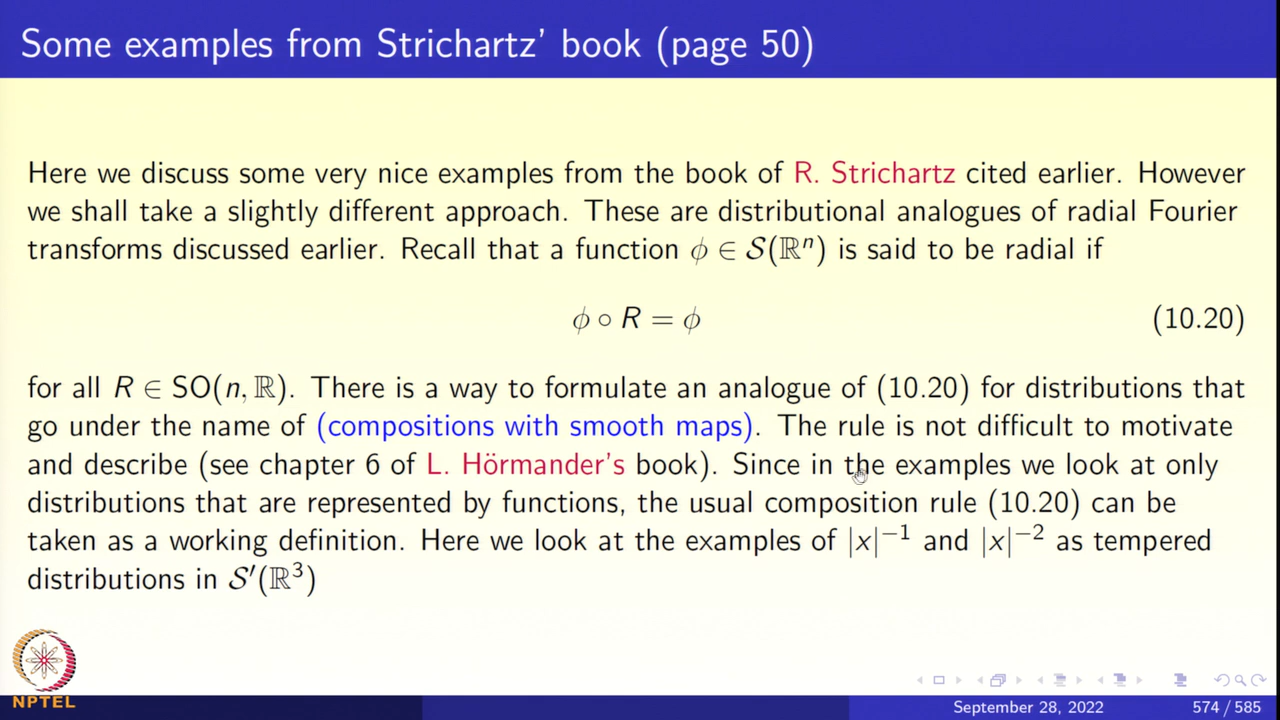 Some examples from Strichartz' book (page 50)
Here we discuss some very nice examples from the book of R. Strichartz cited earlier. However
we shall take a slightly different approach. These are distributional analogues of radial Fourier
transforms discussed earlier. Recall that a function ϕ ∈ 𝒮(ℝⁿ) is said to be radial if
ϕ ∘ R = ϕ (10.20)
for all R ∈ SO(n, ℝ). There is a way to formulate an analogue of (10.20) for distributions that
go under the name of (compositions with smooth maps). The rule is not difficult to motivate
and describe (see chapter 6 of L. Hörmander's book). Since in the examples we look at only
distributions that are represented by functions, the usual composition rule (10.20) can be
taken as a working definition. Here we look at the examples of |x|⁻¹ and |x|⁻² as tempered
distributions in 𝒮′(ℝ³)
NPTEL
September 28, 2022 574 / 585